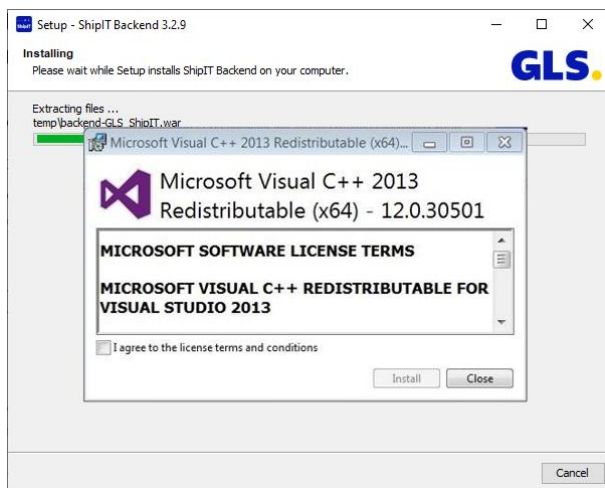 ShipIT
Setup - ShipIT Backend 3.2.9
Installing
Please wait while Setup installs ShipIT Backend on your computer.
GLS.
Extracting files ...
temp\backend-GLS_ShipIT.war
Microsoft Visual C++ 2013 Redistributable (x64)...
Microsoft Visual C++ 2013
Redistributable (x64) - 12.0.30501
MICROSOFT SOFTWARE LICENSE TERMS
MICROSOFT VISUAL C++ REDISTRIBUTABLE FOR
VISUAL STUDIO 2013
I agree to the license terms and conditions
Install
Close
Cancel